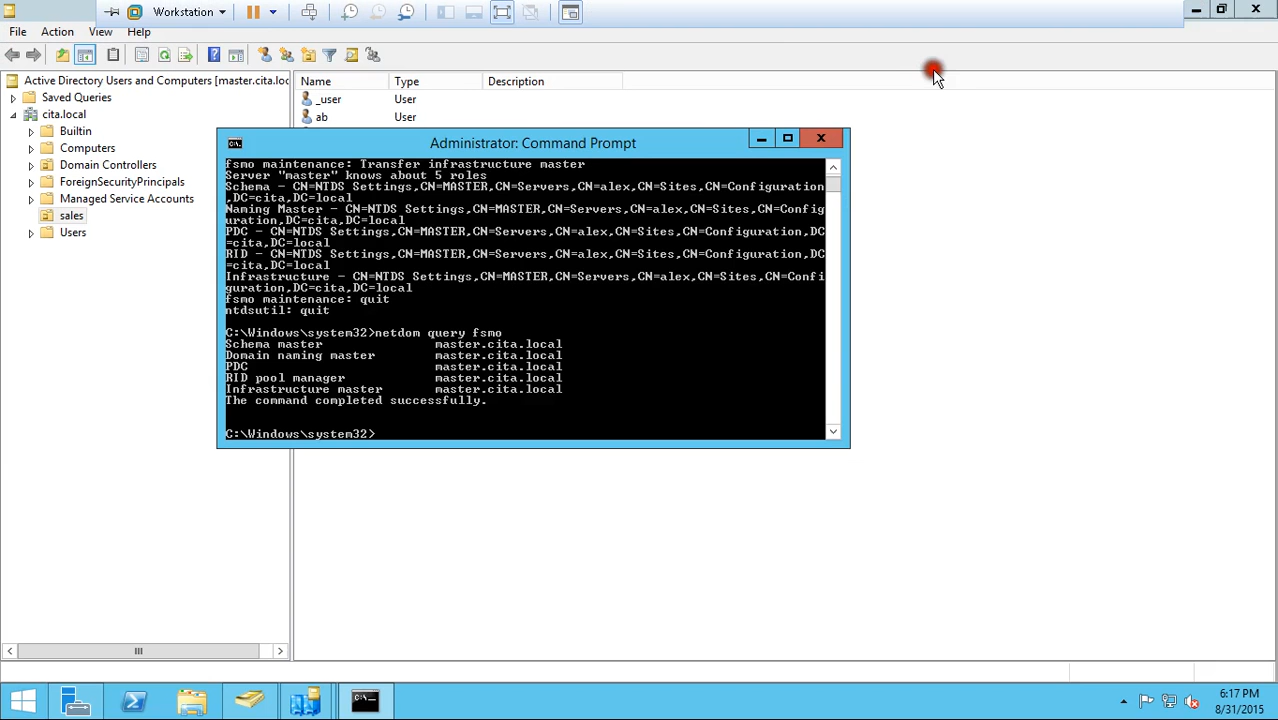 Workstation
File Action View Help
Active Directory Users and Computers [master.cita.loc
Saved Queries
cita.local
Builtin
Computers
Domain Controllers
ForeignSecurityPrincipals
Managed Service Accounts
sales
Users
Name Type Description
_user User
ab User
Administrator: Command Prompt
fsmo maintenance: Transfer infrastructure master
Server "master" knows about 5 roles
Schema - CN=NTDS Settings,CN=MASTER,CN=Servers,CN=alex,CN=Sites,CN=Configuration
,DC=cita,DC=local
Naming Master - CN=NTDS Settings,CN=MASTER,CN=Servers,CN=alex,CN=Sites,CN=Config
uration,DC=cita,DC=local
PDC - CN=NTDS Settings,CN=MASTER,CN=Servers,CN=alex,CN=Sites,CN=Configuration,DC
=cita,DC=local
RID - CN=NTDS Settings,CN=MASTER,CN=Servers,CN=alex,CN=Sites,CN=Configuration,DC
=cita,DC=local
Infrastructure - CN=NTDS Settings,CN=MASTER,CN=Servers,CN=alex,CN=Sites,CN=Confi
guration,DC=cita,DC=local
fsmo maintenance: quit
ntdsutil: quit
C:\Windows\system32>netdom query fsmo
Schema master master.cita.local
Domain naming master master.cita.local
PDC master.cita.local
RID pool manager master.cita.local
Infrastructure master master.cita.local
The command completed successfully.
C:\Windows\system32>
6:17 PM
8/31/2015